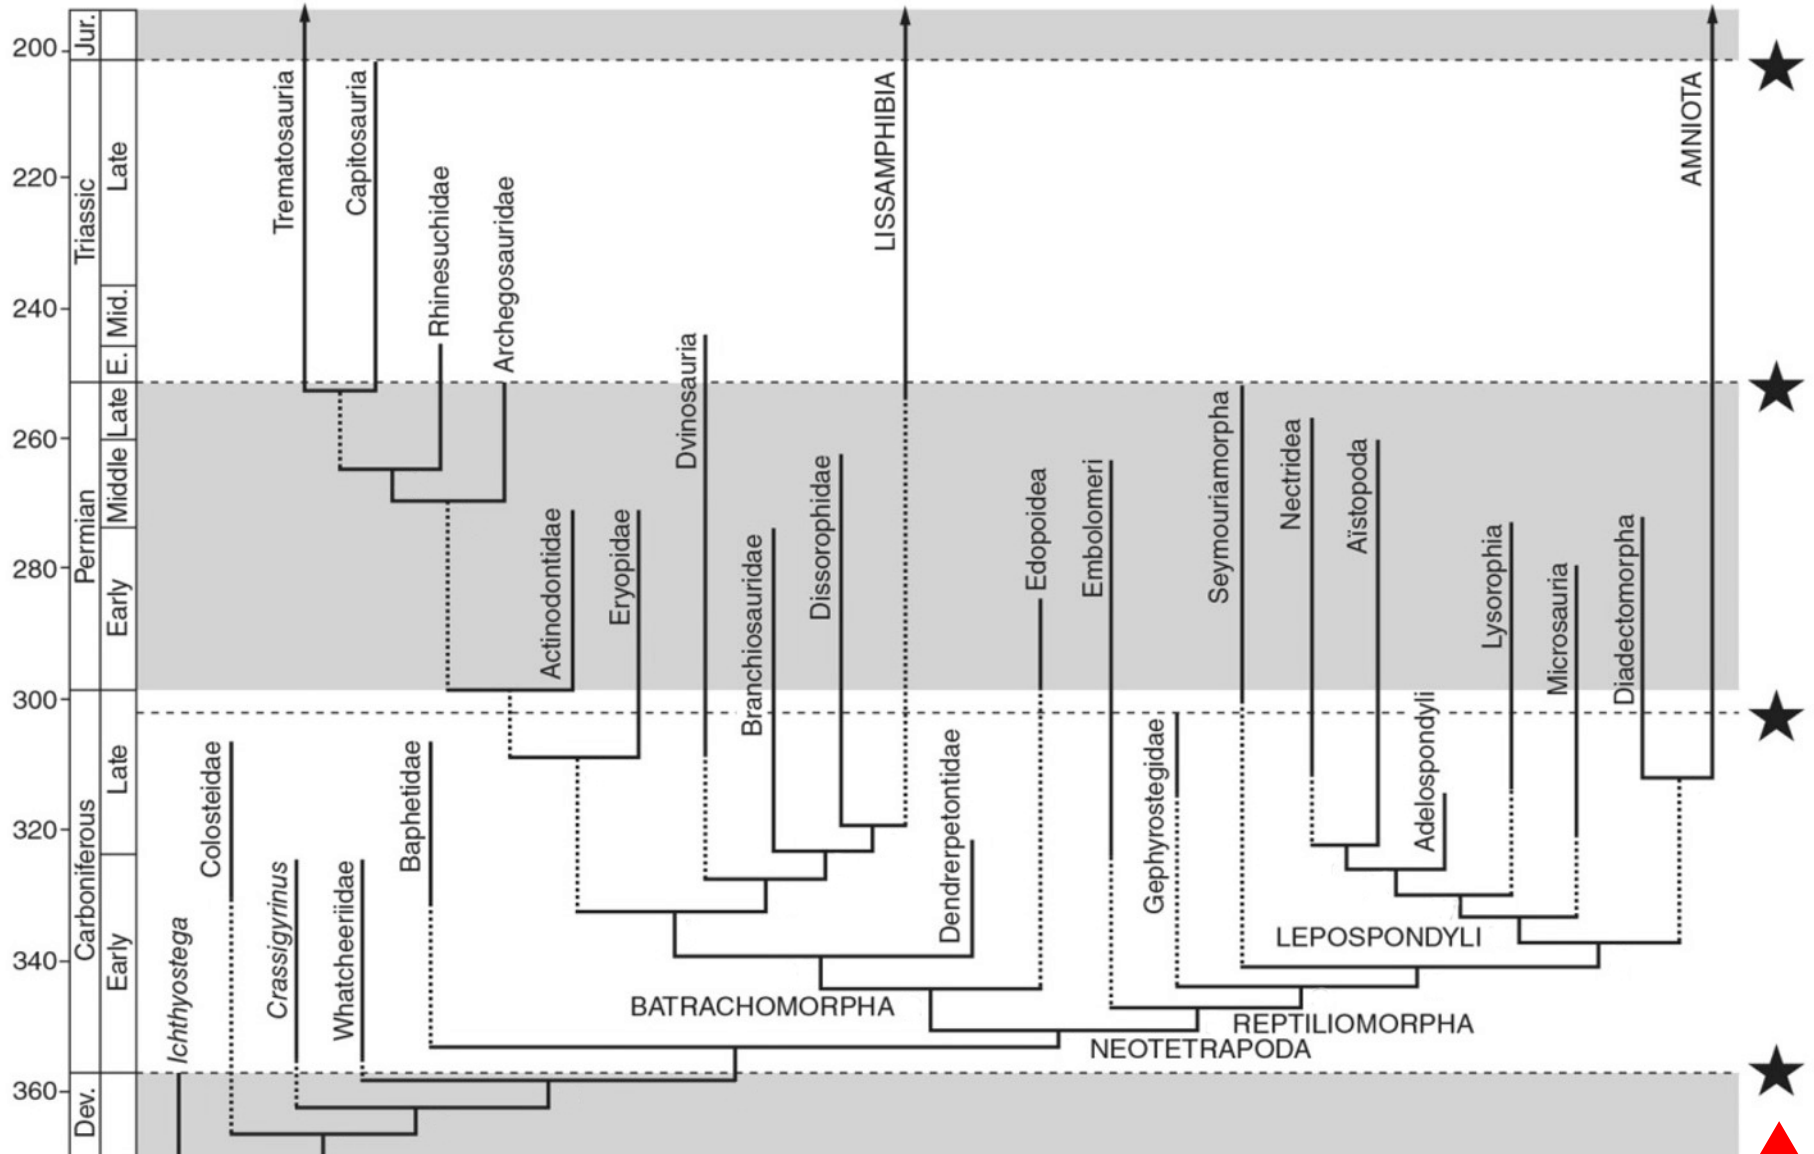 200
220
240
260
280
300
320
340
360
Jur.
Triassic
Permian
Carboniferous
Dev.
Late
Mid.
E.
Late
Middle
Early
Late
Early
Trematosauria
Capitosauria
Rhinesuchidae
Archegosauridae
LISSAMPHIBIA
AMNIOTA
Dvinosauria
Actinodontidae
Eryopidae
Branchiosauridae
Dissorophidae
Edopoidea
Embolomeri
Seymouriamorpha
Nectridea
Aïstopoda
Lysorophia
Microsauria
Diadectomorpha
Adelospondyli
Gephyrostegidae
Dendrerpetontidae
Colosteidae
Baphetidae
Crassigyrinus
Whatcheeriidae
Ichthyostega
LEPOSPONDYLI
BATRACHOMORPHA
REPTILIOMORPHA
NEOTETRAPODA